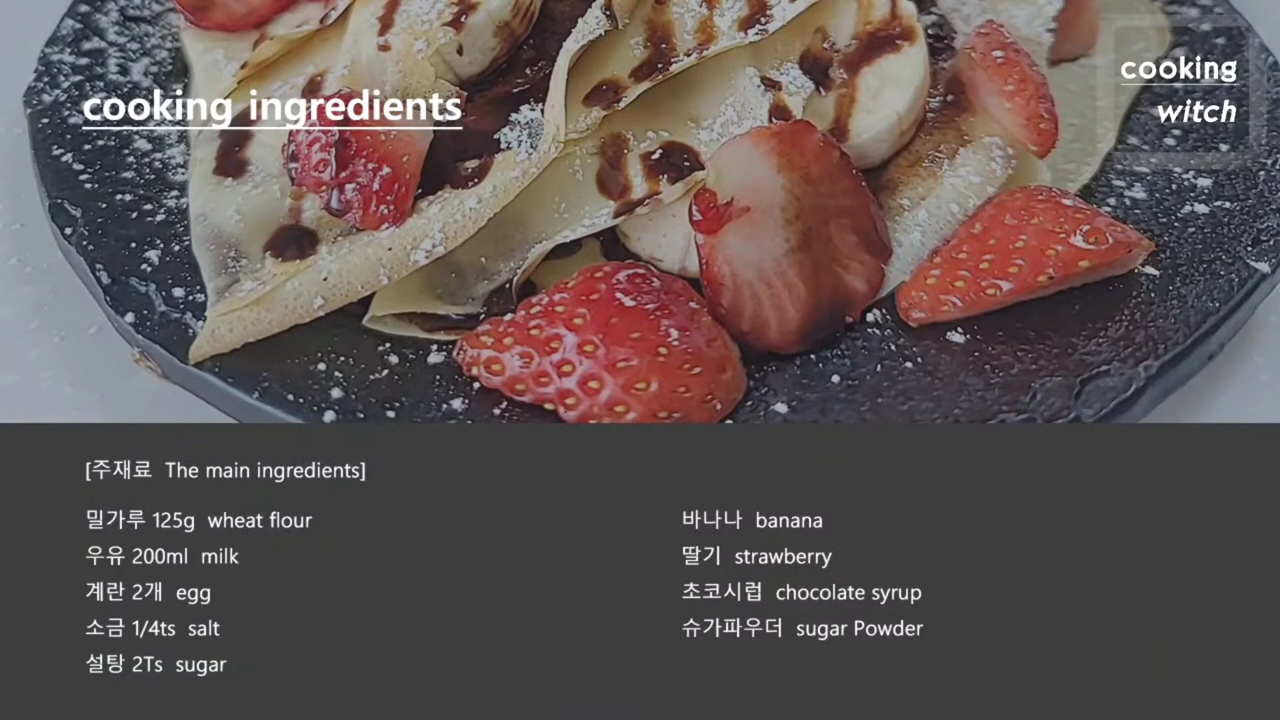 cooking
witch
cooking ingredients
[주재료 The main ingredients]
밀가루 125g wheat flour
우유 200ml milk
계란 2개 egg
소금 1/4ts salt
설탕 2Ts sugar
바나나 banana
딸기 strawberry
초코시럽 chocolate syrup
슈가파우더 sugar Powder